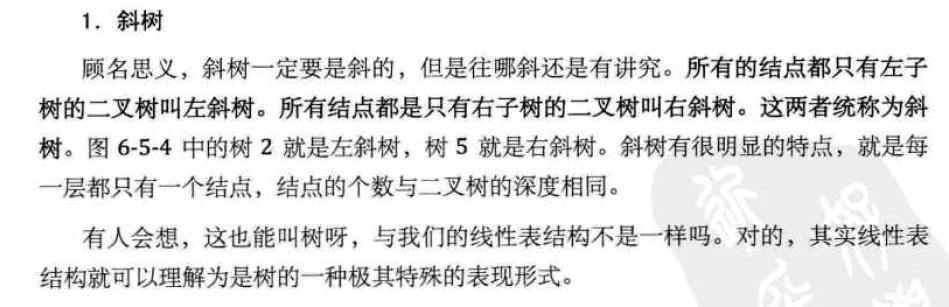 1. 斜树
顾名思义，斜树一定要是斜的，但是往哪斜还是有讲究。所有的结点都只有左子
树的二叉树叫左斜树。所有结点都是只有右子树的二叉树叫右斜树。这两者统称为斜
树。图 6-5-4 中的树 2 就是左斜树，树 5 就是右斜树。斜树有很明显的特点，就是每
一层都只有一个结点，结点的个数与二叉树的深度相同。
有人会想，这也能叫树呀，与我们的线性表结构不是一样吗。对的，其实线性表
结构就可以理解为是树的一种极其特殊的表现形式。